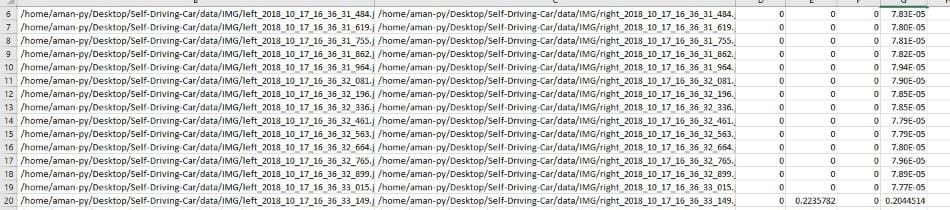 B C D E F G
6 /home/aman-py/Desktop/Self-Driving-Car/data/IMG/left_2018_10_17_16_36_31_484.j /home/aman-py/Desktop/Self-Driving-Car/data/IMG/right_2018_10_17_16_36_31_484. 0 0 0 7.83E-05
7 /home/aman-py/Desktop/Self-Driving-Car/data/IMG/left_2018_10_17_16_36_31_619.j /home/aman-py/Desktop/Self-Driving-Car/data/IMG/right_2018_10_17_16_36_31_619. 0 0 0 7.80E-05
8 /home/aman-py/Desktop/Self-Driving-Car/data/IMG/left_2018_10_17_16_36_31_755.j /home/aman-py/Desktop/Self-Driving-Car/data/IMG/right_2018_10_17_16_36_31_755. 0 0 0 7.81E-05
9 /home/aman-py/Desktop/Self-Driving-Car/data/IMG/left_2018_10_17_16_36_31_862.j /home/aman-py/Desktop/Self-Driving-Car/data/IMG/right_2018_10_17_16_36_31_862. 0 0 0 7.82E-05
10 /home/aman-py/Desktop/Self-Driving-Car/data/IMG/left_2018_10_17_16_36_31_964.j /home/aman-py/Desktop/Self-Driving-Car/data/IMG/right_2018_10_17_16_36_31_964. 0 0 0 7.94E-05
11 /home/aman-py/Desktop/Self-Driving-Car/data/IMG/left_2018_10_17_16_36_32_081.j /home/aman-py/Desktop/Self-Driving-Car/data/IMG/right_2018_10_17_16_36_32_081. 0 0 0 7.90E-05
12 /home/aman-py/Desktop/Self-Driving-Car/data/IMG/left_2018_10_17_16_36_32_196.j /home/aman-py/Desktop/Self-Driving-Car/data/IMG/right_2018_10_17_16_36_32_196. 0 0 0 7.85E-05
13 /home/aman-py/Desktop/Self-Driving-Car/data/IMG/left_2018_10_17_16_36_32_336.j /home/aman-py/Desktop/Self-Driving-Car/data/IMG/right_2018_10_17_16_36_32_336. 0 0 0 7.85E-05
14 /home/aman-py/Desktop/Self-Driving-Car/data/IMG/left_2018_10_17_16_36_32_461.j /home/aman-py/Desktop/Self-Driving-Car/data/IMG/right_2018_10_17_16_36_32_461. 0 0 0 7.79E-05
15 /home/aman-py/Desktop/Self-Driving-Car/data/IMG/left_2018_10_17_16_36_32_563.j /home/aman-py/Desktop/Self-Driving-Car/data/IMG/right_2018_10_17_16_36_32_563. 0 0 0 7.79E-05
16 /home/aman-py/Desktop/Self-Driving-Car/data/IMG/left_2018_10_17_16_36_32_664.j /home/aman-py/Desktop/Self-Driving-Car/data/IMG/right_2018_10_17_16_36_32_664. 0 0 0 7.80E-05
17 /home/aman-py/Desktop/Self-Driving-Car/data/IMG/left_2018_10_17_16_36_32_765.j /home/aman-py/Desktop/Self-Driving-Car/data/IMG/right_2018_10_17_16_36_32_765. 0 0 0 7.96E-05
18 /home/aman-py/Desktop/Self-Driving-Car/data/IMG/left_2018_10_17_16_36_32_899.j /home/aman-py/Desktop/Self-Driving-Car/data/IMG/right_2018_10_17_16_36_32_899. 0 0 0 7.89E-05
19 /home/aman-py/Desktop/Self-Driving-Car/data/IMG/left_2018_10_17_16_36_33_015.j /home/aman-py/Desktop/Self-Driving-Car/data/IMG/right_2018_10_17_16_36_33_015. 0 0 0 7.77E-05
20 /home/aman-py/Desktop/Self-Driving-Car/data/IMG/left_2018_10_17_16_36_33_149.j /home/aman-py/Desktop/Self-Driving-Car/data/IMG/right_2018_10_17_16_36_33_149. 0 0.2235782 0 0.2044514